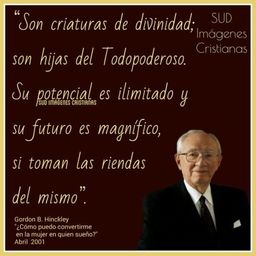 “Son criaturas de divinidad;
son hijas del Todopoderoso.
Su potencial es ilimitado y
su futuro es magnífico,
si toman las riendas
del mismo”.
SUD
Imágenes
Cristianas
SUD IMÁGENES CRISTIANAS
Gordon B. Hinckley
"¿Cómo puedo convertirme
en la mujer en quien sueño?"
Abril 2001